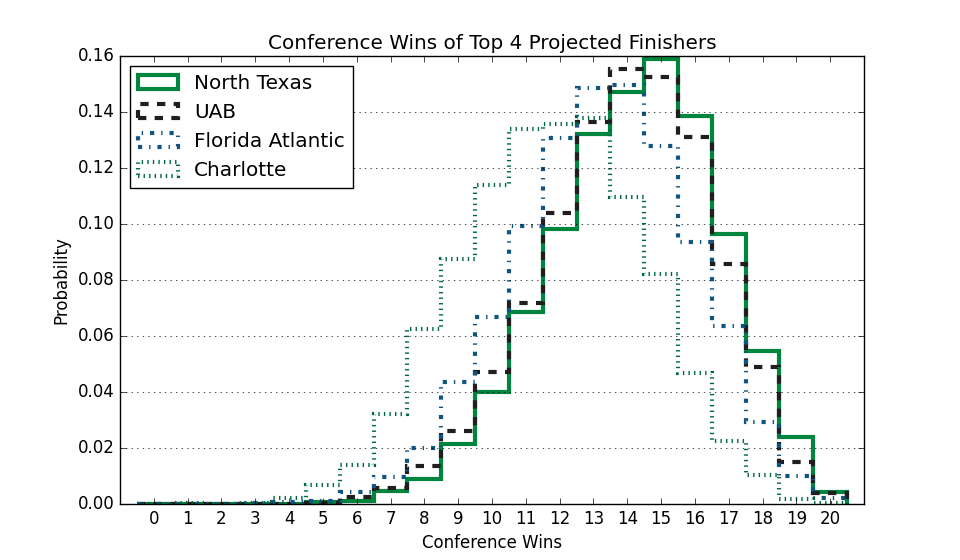 Conference Wins of Top 4 Projected Finishers
North Texas
UAB
Florida Atlantic
Charlotte
0.16
0.14
0.12
0.10
0.08
0.06
0.04
0.02
0.00
Probability
0 1 2 3 4 5 6 7 8 9 10 11 12 13 14 15 16 17 18 19 20
Conference Wins